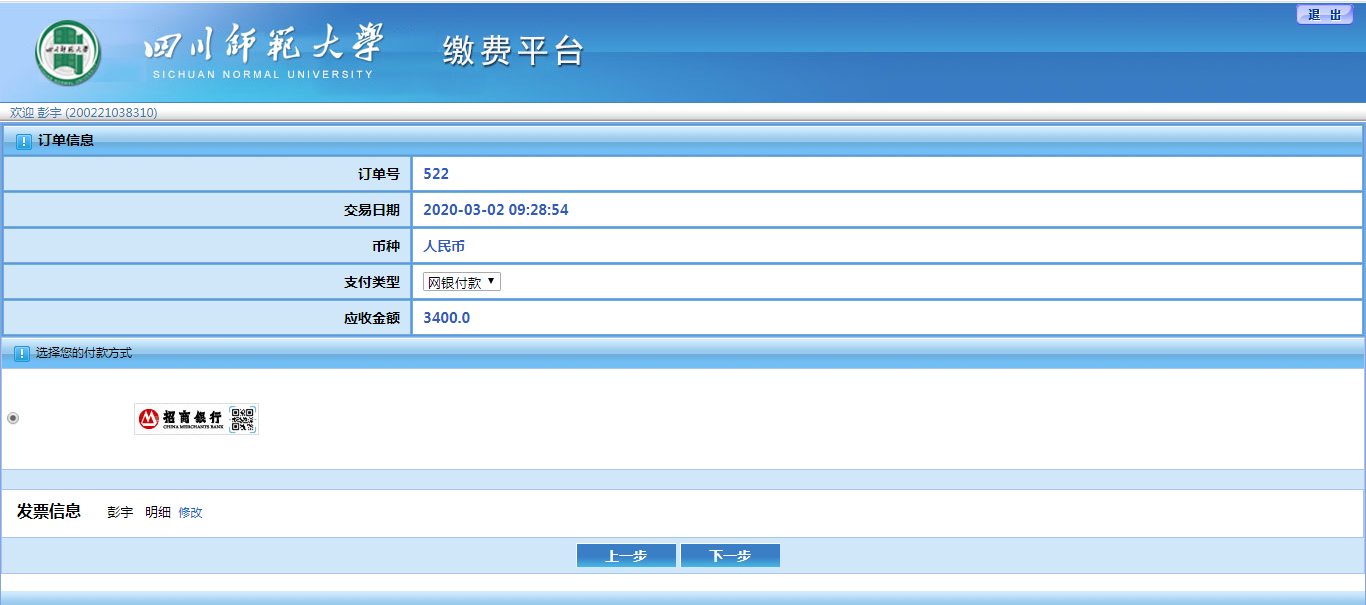 退 出
四川師範大學 缴费平台
SICHUAN NORMAL UNIVERSITY
欢迎 彭宇 (200221038310)
订单信息
订单号 522
交易日期 2020-03-02 09:28:54
币种 人民币
支付类型 网银付款
应收金额 3400.0
选择您的付款方式
招商银行
CHINA MERCHANTS BANK
发票信息 彭宇 明细 修改
上一步 下一步